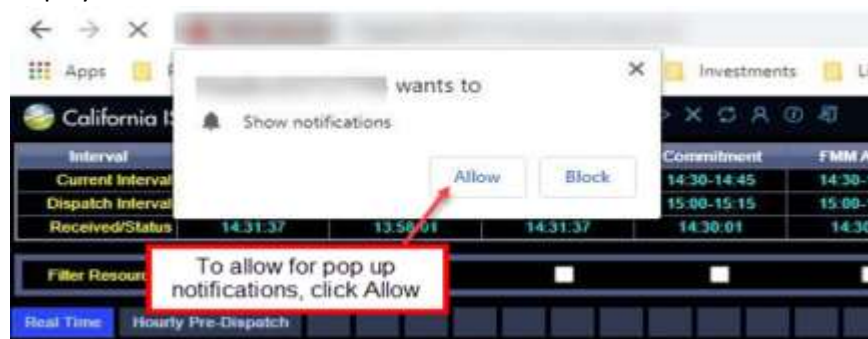 Apps
Investments
wants to
Show notifications
Allow
Block
California
Interval
Commitment
FMM
Current Interval
14:30-14:45
14:30-
Dispatch Interval
15:00-15:15
15:00-
Received/Status
14:31:37
13:58:01
14:31:37
14:30:01
14:30
Filter
To allow for pop up
notifications, click Allow
Real Time
Hourly Pre-Dispatch